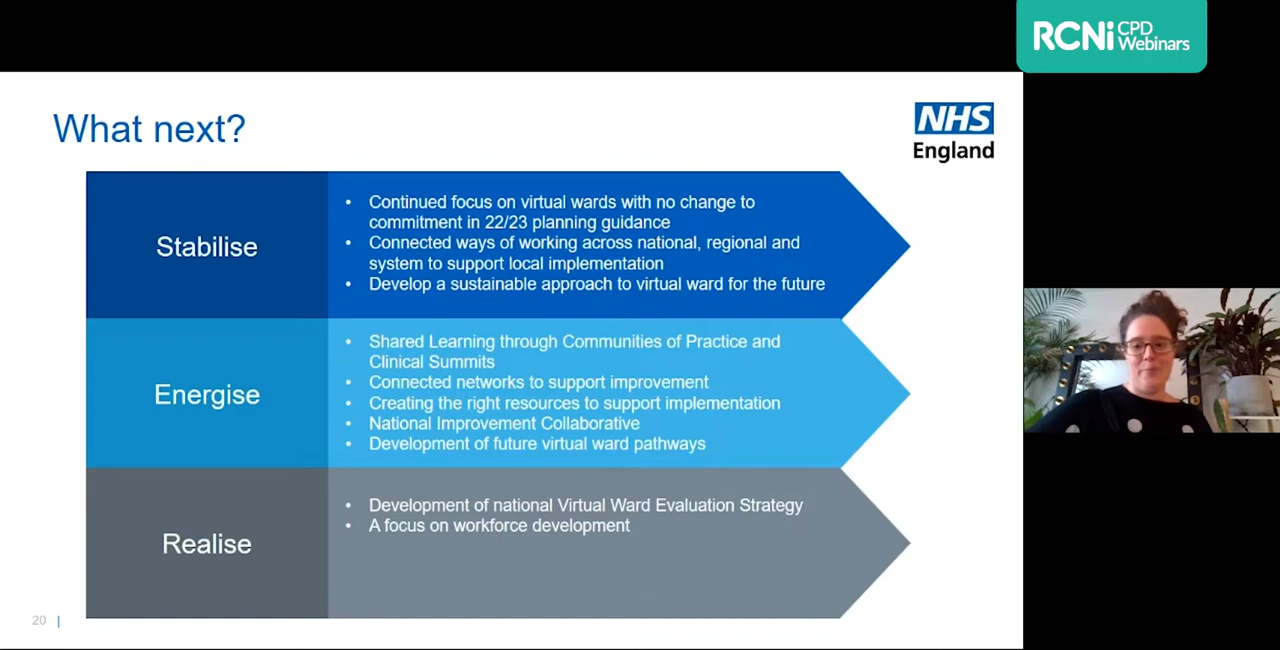 RCNi CPD
Webinars
What next?
NHS
England
Stabilise
• Continued focus on virtual wards with no change to
commitment in 22/23 planning guidance
• Connected ways of working across national, regional and
system to support local implementation
• Develop a sustainable approach to virtual ward for the future
Energise
• Shared Learning through Communities of Practice and
Clinical Summits
• Connected networks to support improvement
• Creating the right resources to support implementation
• National Improvement Collaborative
• Development of future virtual ward pathways
Realise
• Development of national Virtual Ward Evaluation Strategy
• A focus on workforce development
20 |